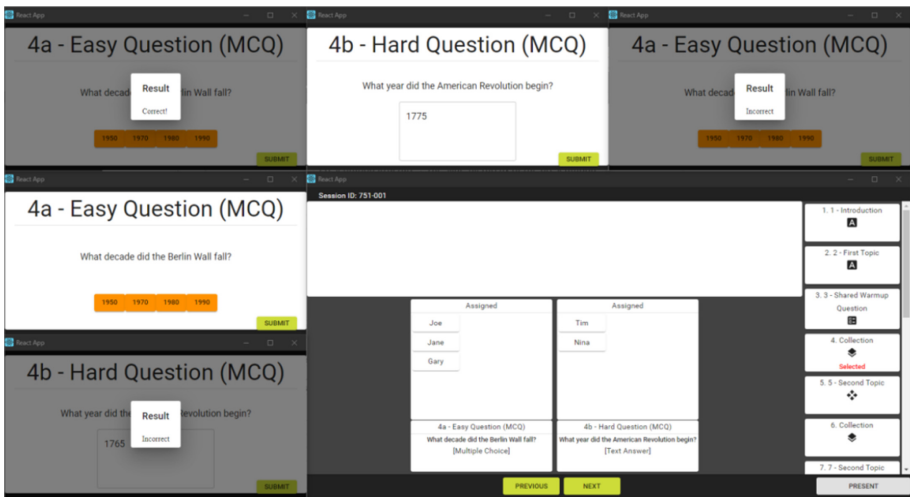 React App
4a - Easy Question (MCQ)
What decade
rlin Wall fall?
Result
Correct!
1950 1970 1980 1990
SUBMIT
React App
4b - Hard Question (MCQ)
What year did the American Revolution begin?
1775
SUBMIT
React App
4a - Easy Question (MCQ)
What decade
rlin Wall fall?
Result
Incorrect
1950 1970 1980 1990
SUBMIT
React App
4a - Easy Question (MCQ)
What decade did the Berlin Wall fall?
1950 1970 1980 1990
SUBMIT
React App
4b - Hard Question (MCQ)
What year did the
Revolution begin?
Result
Incorrect
1765
SUBMIT
React App
Session ID: 751-001
Assigned
Joe
Jane
Gary
4a - Easy Question (MCQ)
What decade did the Berlin Wall fall?
[Multiple Choice]
Assigned
Tim
Nina
4b - Hard Question (MCQ)
What year did the American Revolution begin?
[Text Answer]
1. 1 - Introduction
2. 2 - First Topic
3. 3 - Shared Warmup
Question
4. Collection
Selected
5. 5 - Second Topic
6. Collection
7. 7 - Second Topic
PREVIOUS
NEXT
PRESENT